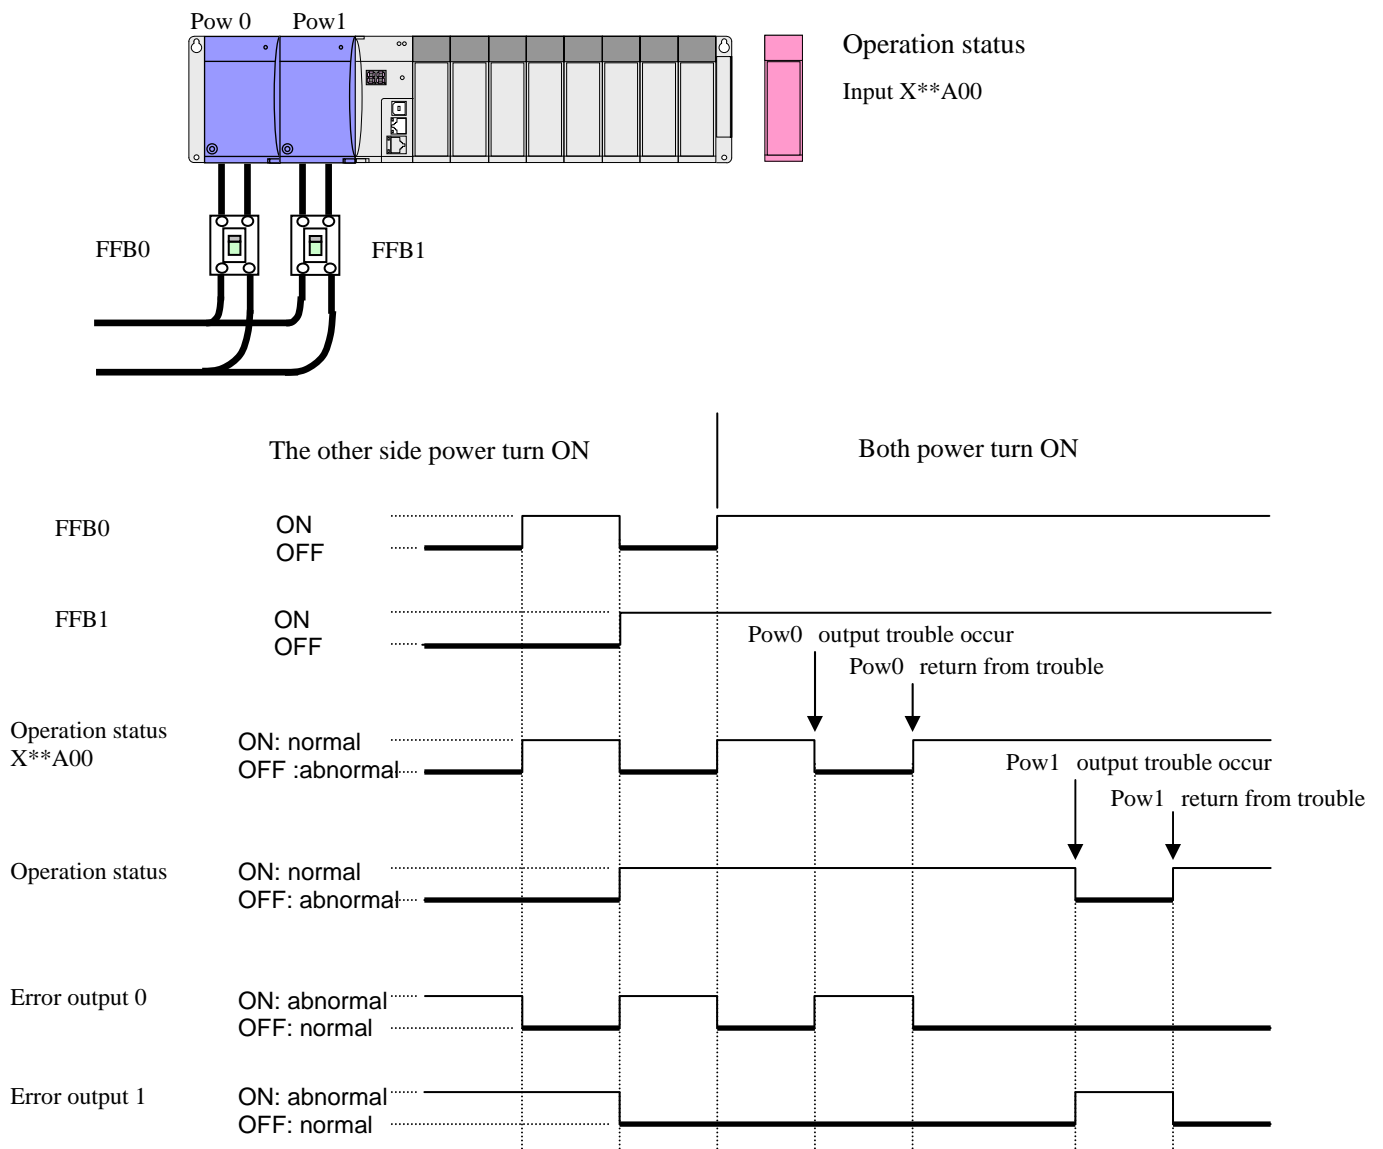 Pow 0 Pow1
Operation status
Input X**A00
FFB0
FFB1
The other side power turn ON
Both power turn ON
FFB0
ON
OFF
FFB1
ON
OFF
Pow0 output trouble occur
Pow0 return from trouble
Operation status
X**A00
ON: normal
OFF :abnormal
Pow1 output trouble occur
Pow1 return from trouble
Operation status
ON: normal
OFF: abnormal
Error output 0
ON: abnormal
OFF: normal
Error output 1
ON: abnormal
OFF: normal